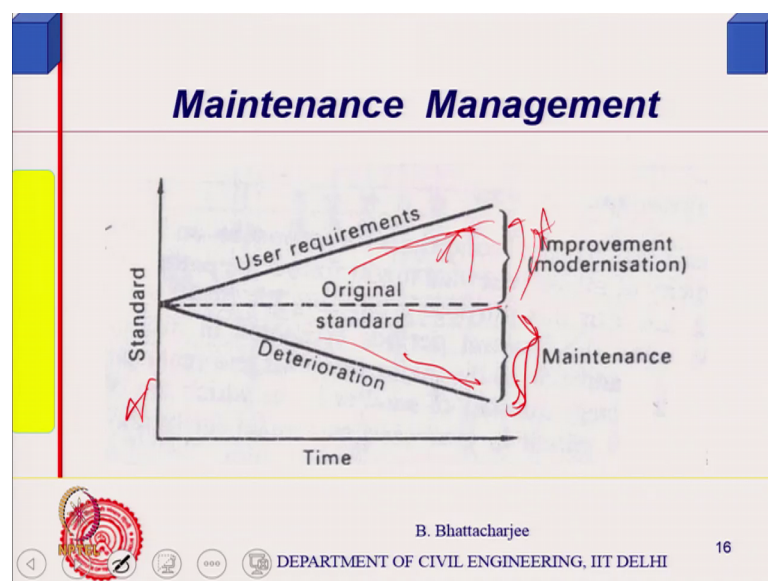 Maintenance Management
User requirements
Improvement
(modernisation)
Original
standard
Standard
Deterioration
Maintenance
Time
NPTEL
B. Bhattacharjee
16
DEPARTMENT OF CIVIL ENGINEERING, IIT DELHI